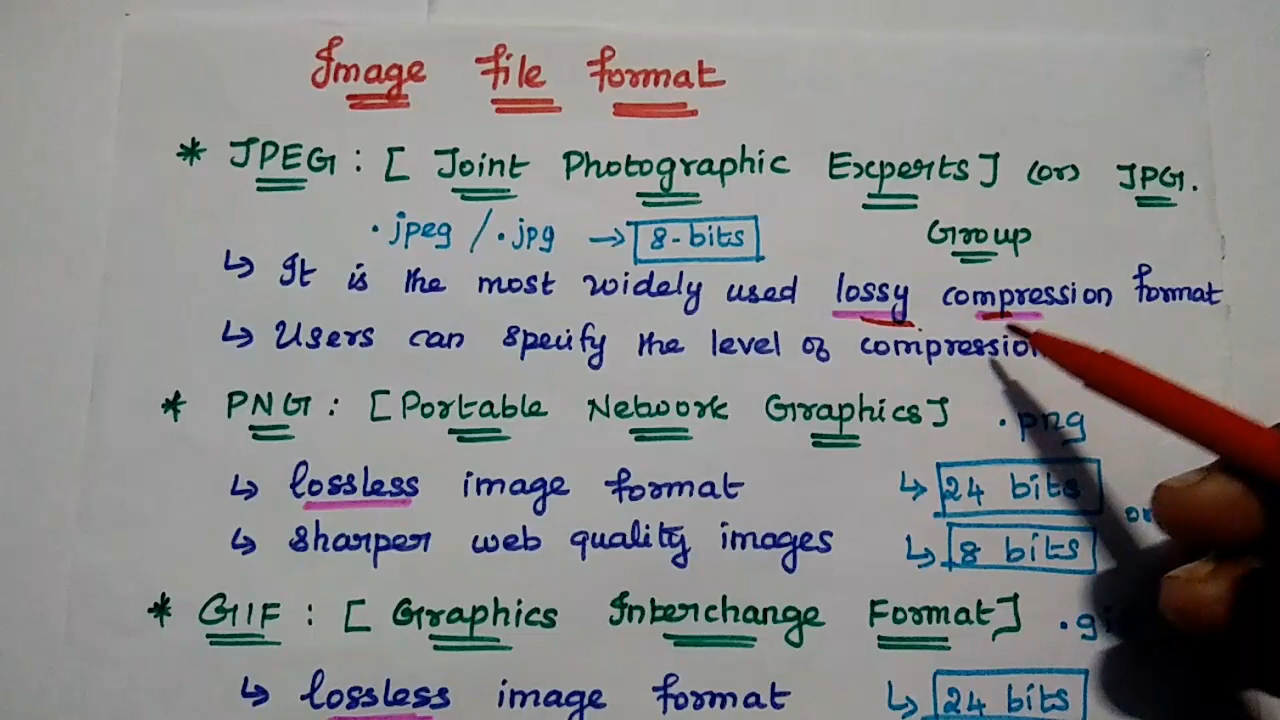 Image file format
* JPEG : [ Joint Photographic Experts] (or) JPG.
Group
.jpeg / .jpg → 8-bits
↳ It is the most widely used lossy compression format
↳ Users can specify the level of compression
* PNG : [Portable Network Graphics] .png
↳ lossless image format ↳ 24 bits
or
↳ sharper web quality images ↳ 8 bits
* GIF : [ Graphics Interchange Format]
↳ lossless image format ↳ 24 bits